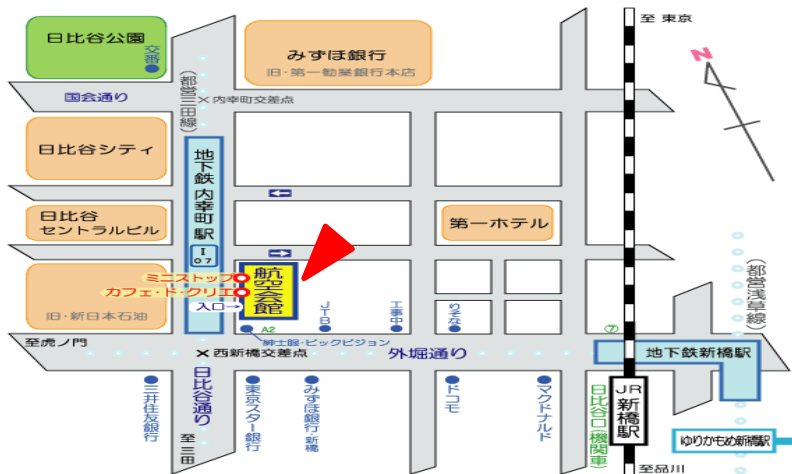 至 東京
日比谷公園
交番
みずほ銀行
旧・第一勧業銀行本店
N
国会通り
(都営三田線)
×内幸町交差点
日比谷シティ
地下鉄 内幸町駅
I
07
日比谷
セントラルビル
第一ホテル
ミニストップ
カフェ・ド・クリエ
入口→
航空会館
旧・新日本石油
JTB
工事中
りそな
(都営浅草線)
A2
紳士服・ビックビジョン
⑦
至虎ノ門
×西新橋交差点
外堀通り
地下鉄新橋駅
日比谷通り
三井住友銀行
東京スター銀行
みずほ銀行・新橋
ドコモ
マクドナルド
日比谷口(機関車)
JR新橋駅
ゆりかもめ新橋駅
至 三田
至品川